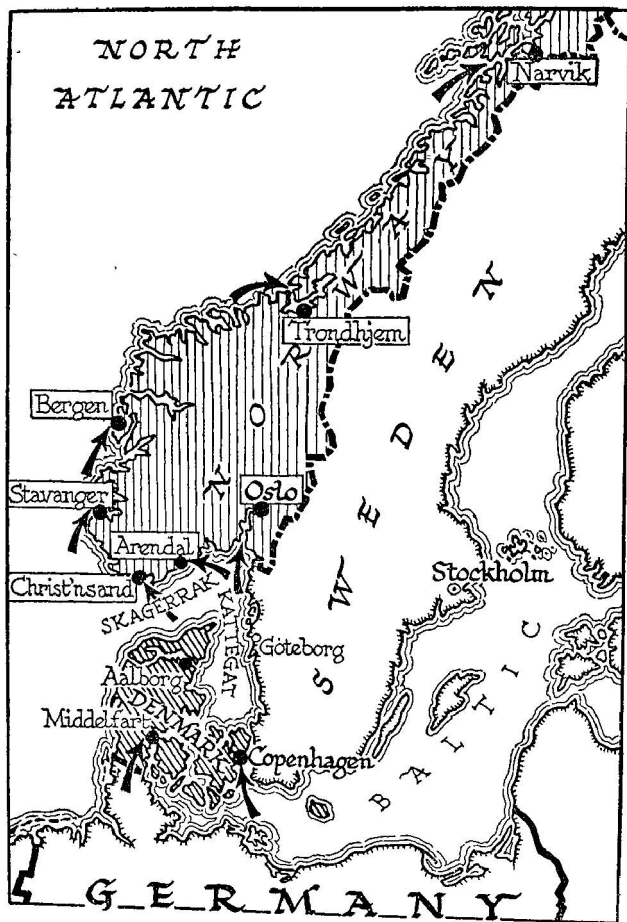 NORTH
ATLANTIC
Narvik
NORWAY
Trondhjem
SWEDEN
Bergen
Stavanger
Oslo
Arendal
Christ'nsand
SKAGERRAK
KATTEGAT
Stockholm
Göteborg
Aalborg
DENMARK
Middelfart
Copenhagen
BALTIC
GERMANY